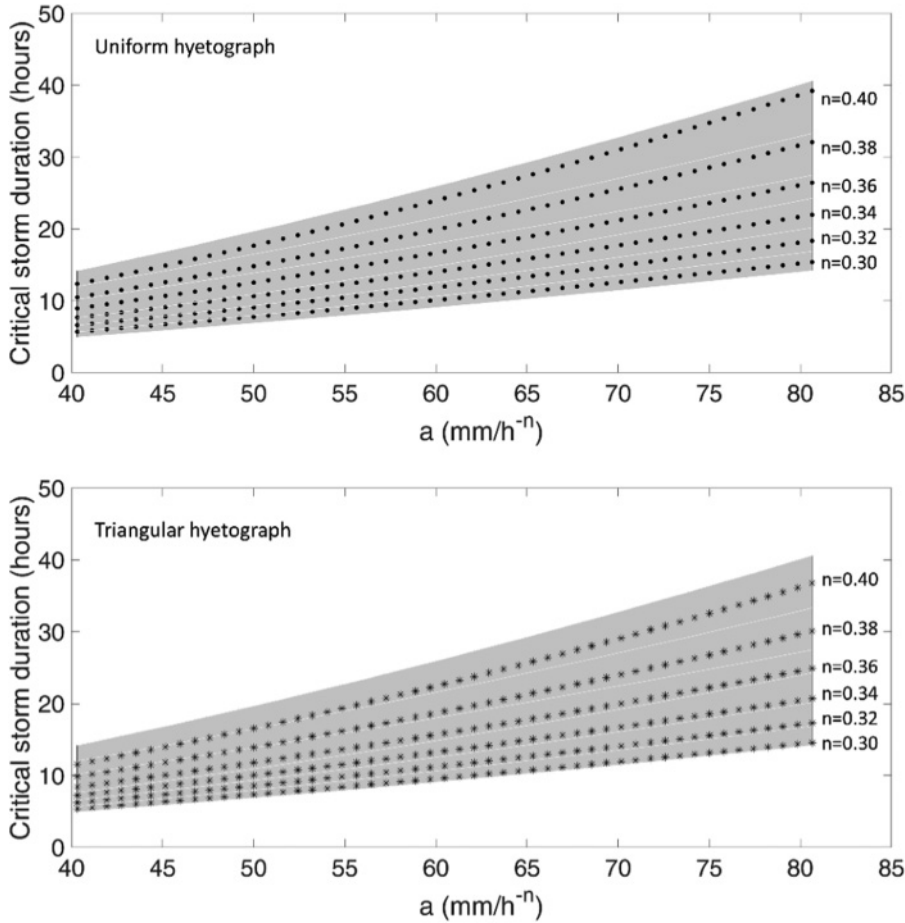 50
40
30
20
10
0
Critical storm duration (hours)
Uniform hyetograph
n=0.40
n=0.38
n=0.36
n=0.34
n=0.32
n=0.30
40 45 50 55 60 65 70 75 80 85
a (mm/h⁻ⁿ)
50
40
30
20
10
0
Critical storm duration (hours)
Triangular hyetograph
n=0.40
n=0.38
n=0.36
n=0.34
n=0.32
n=0.30
40 45 50 55 60 65 70 75 80 85
a (mm/h⁻ⁿ)